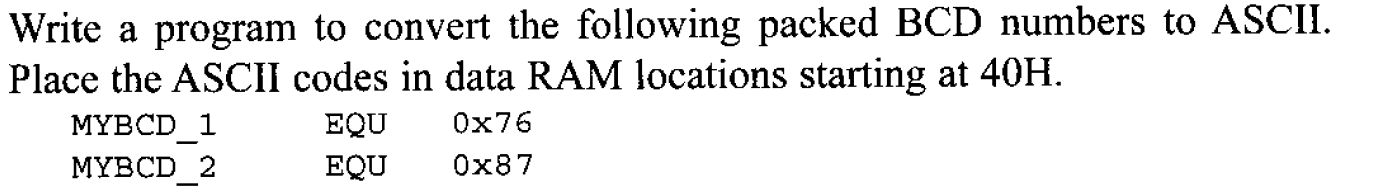 Write a program to convert the following packed BCD numbers to ASCII.
Place the ASCII codes in data RAM locations starting at 40H.
MYBCD_1 EQU 0x76
MYBCD_2 EQU 0x87